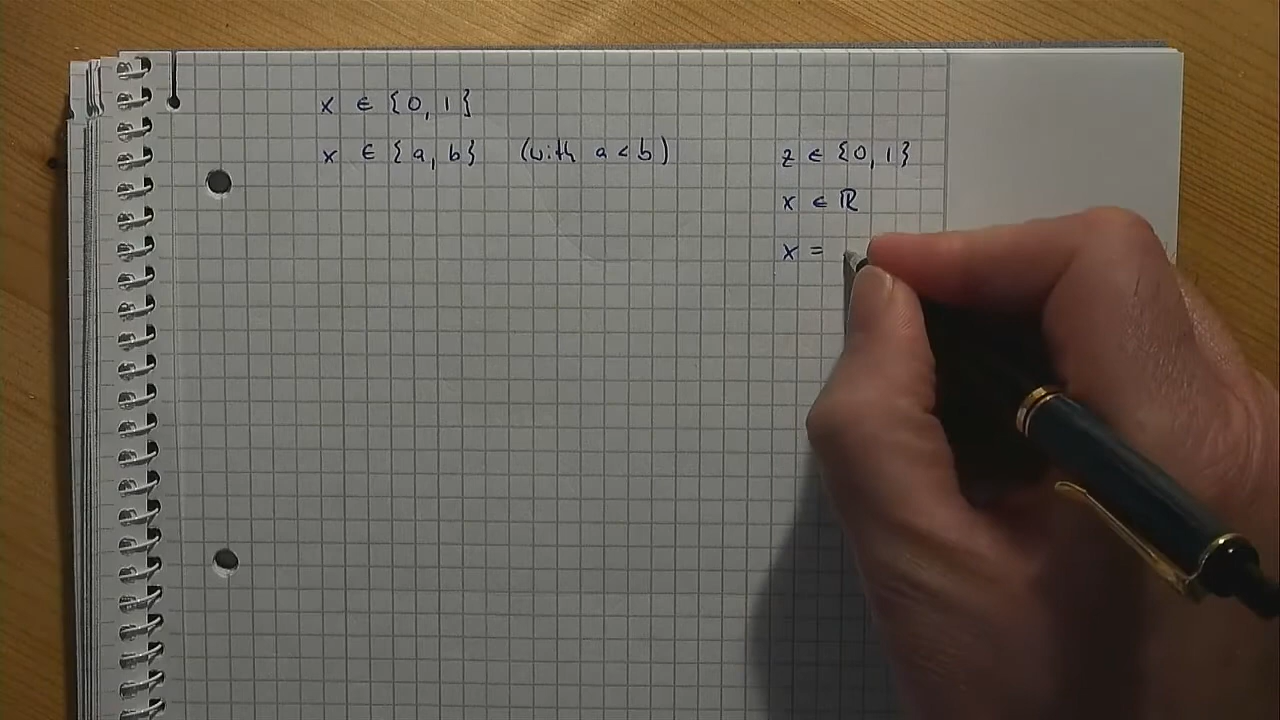 x ∈ {0, 1}
x ∈ {a, b} (with a < b) z ∈ {0, 1}
x ∈ ℝ
x =